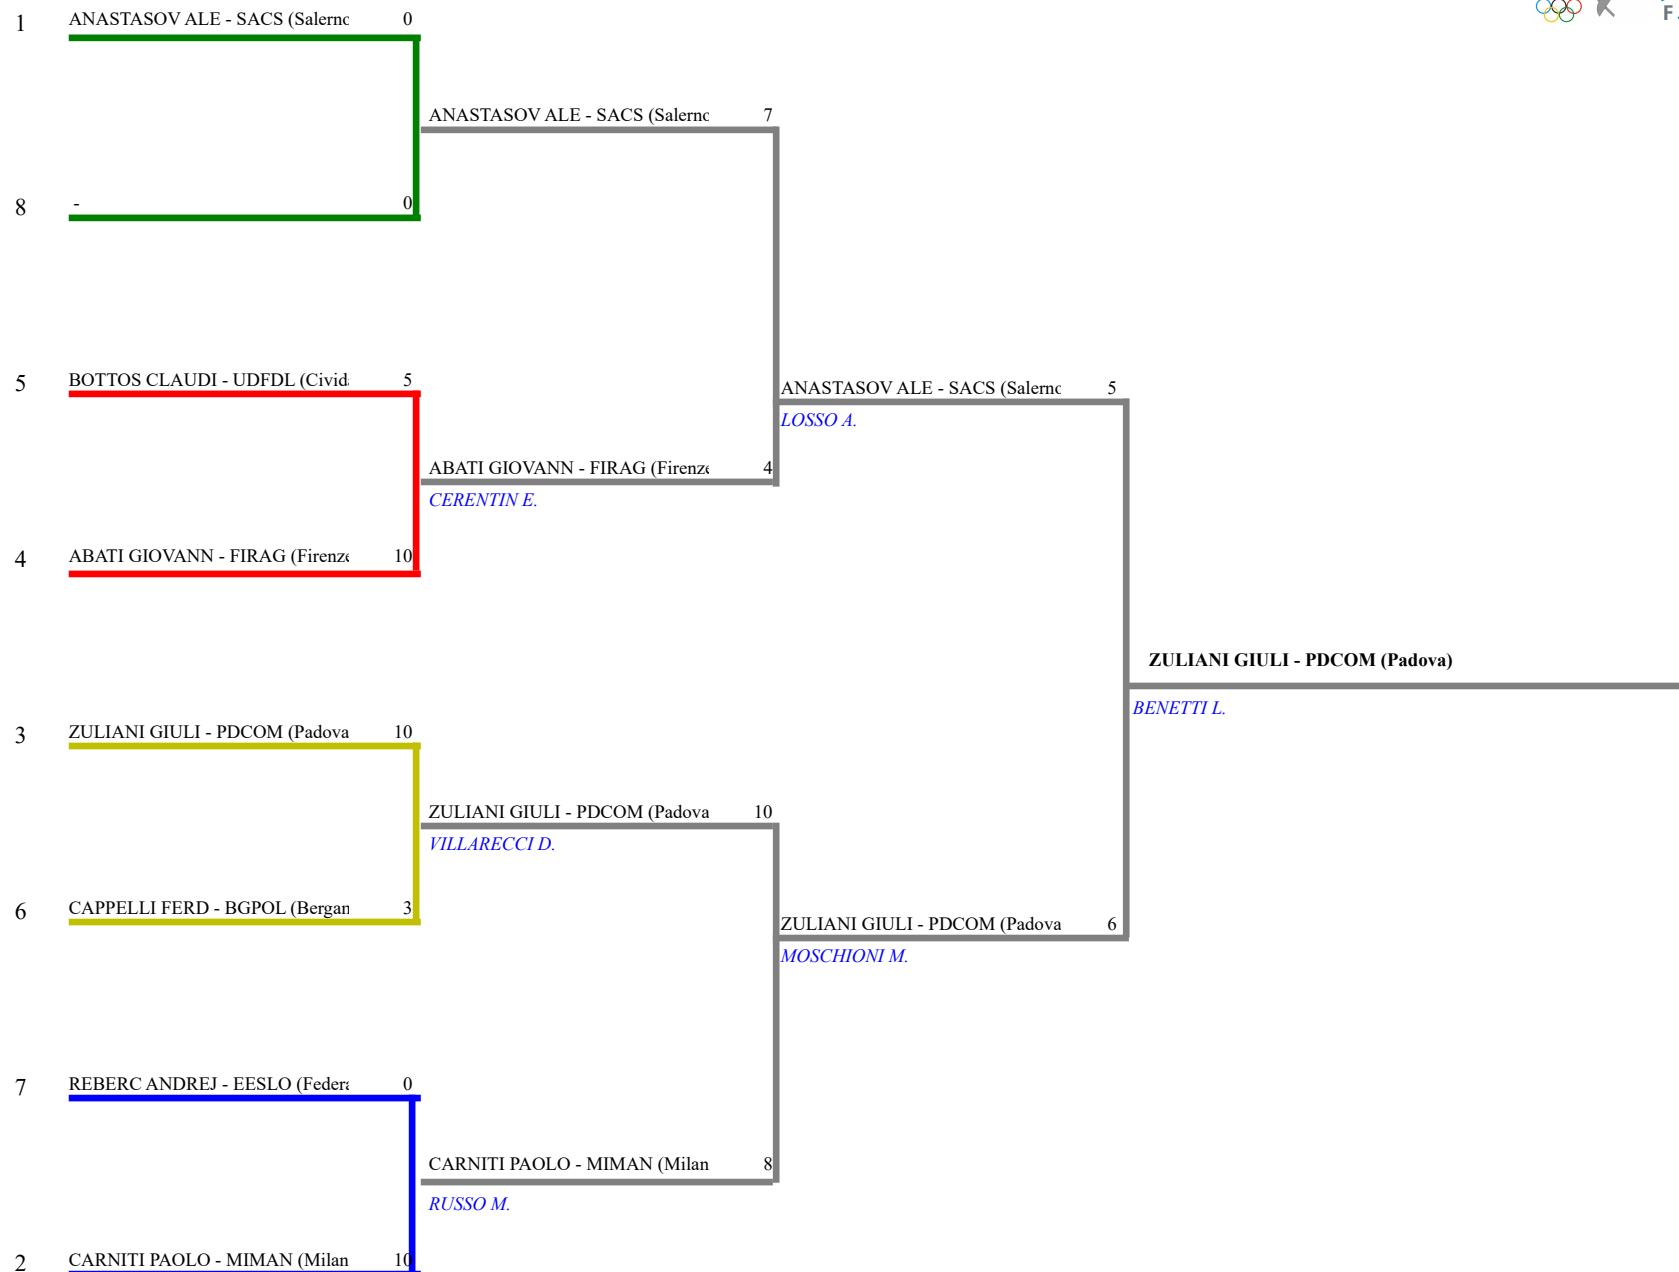 1 ANASTASOV ALE - SACS (Salerno 0
F
ANASTASOV ALE - SACS (Salerno 7
8 - 0
5 BOTTOS CLAUDI - UDFDL (Civid 5
ANASTASOV ALE - SACS (Salerno 5
LOSSO A.
ABATI GIOVANN - FIRAG (Firenze 4
CERENTIN E.
4 ABATI GIOVANN - FIRAG (Firenze 10
ZULIANI GIULI - PDCOM (Padova)
BENETTI L.
3 ZULIANI GIULI - PDCOM (Padova 10
ZULIANI GIULI - PDCOM (Padova 10
VILLARECCI D.
6 CAPPELLI FERD - BGPOL (Bergam 3
ZULIANI GIULI - PDCOM (Padova 6
MOSCHIONI M.
7 REBERC ANDREJ - EESLO (Federa 0
CARNITI PAOLO - MIMAN (Milan 8
RUSSO M.
2 CARNITI PAOLO - MIMAN (Milan 10